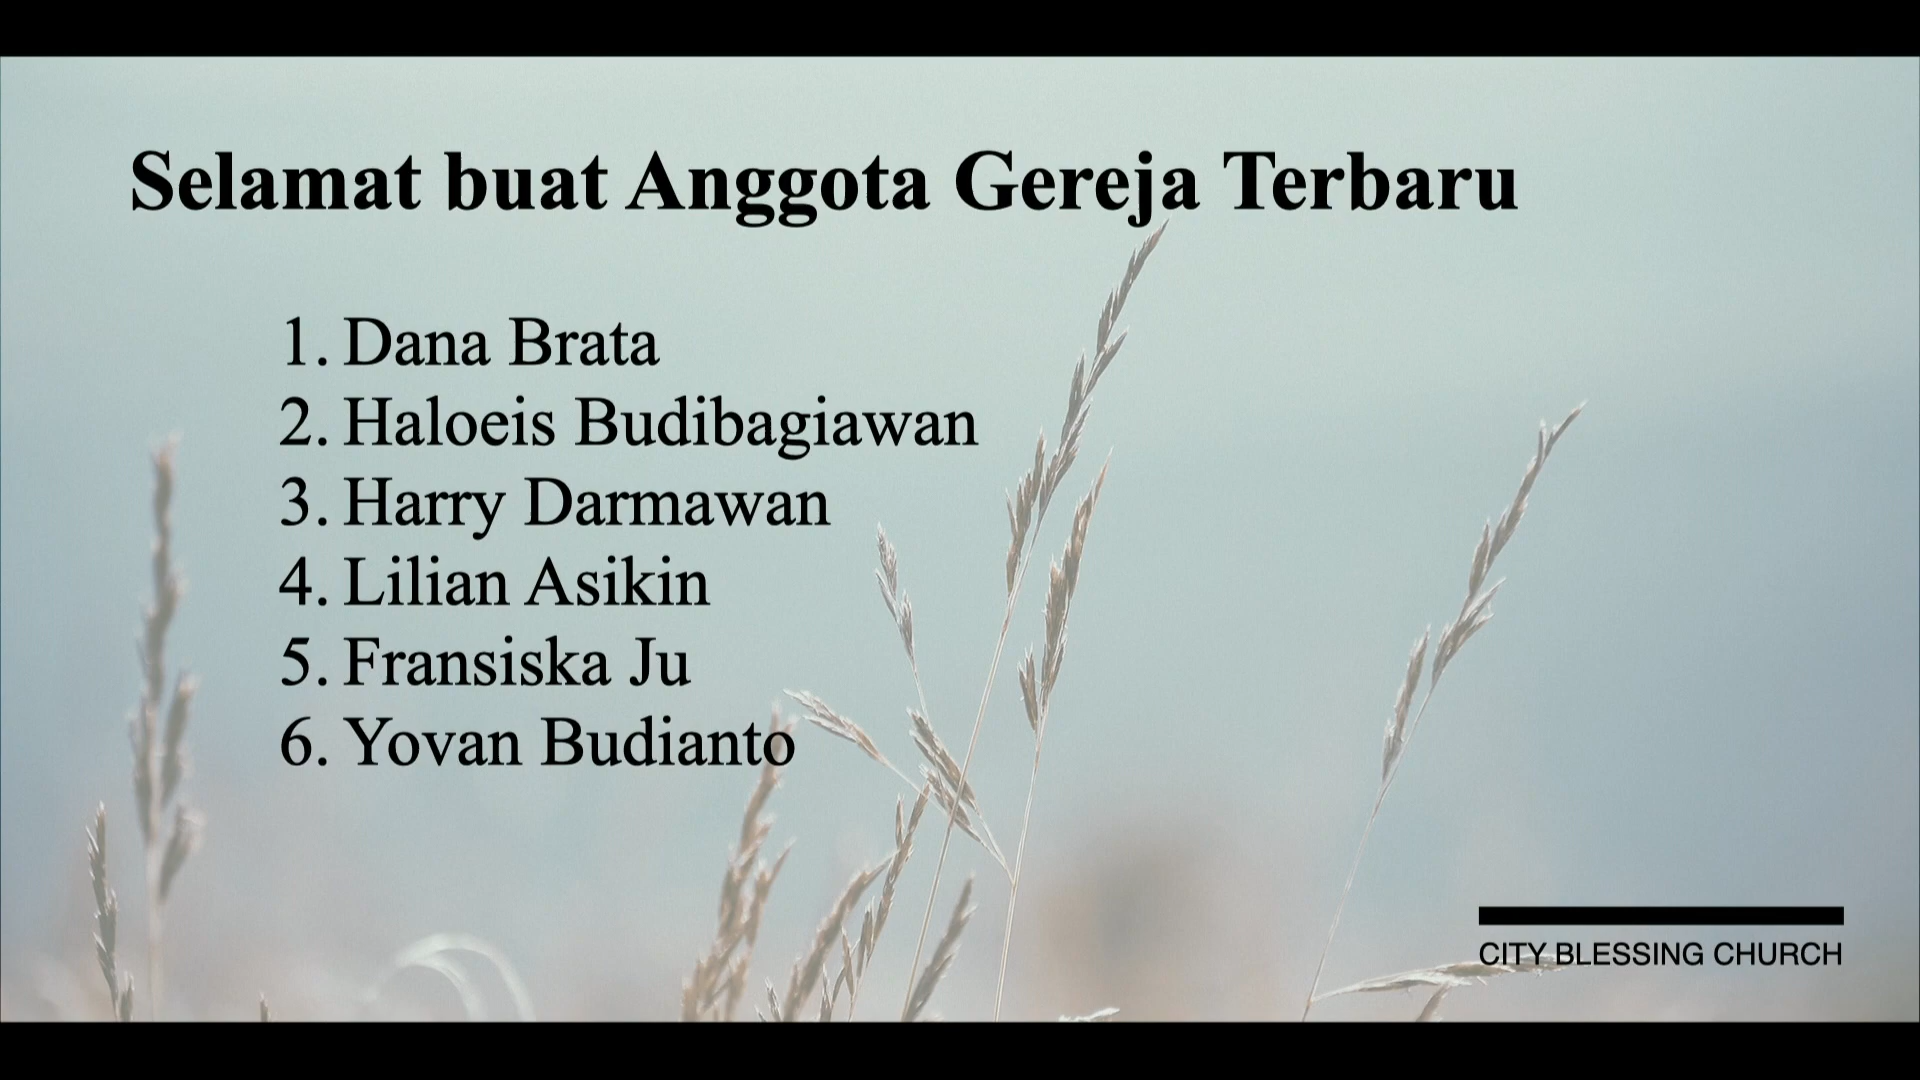 Selamat buat Anggota Gereja Terbaru
1. Dana Brata
2. Haloeis Budibagiawan
3. Harry Darmawan
4. Lilian Asikin
5. Fransiska Ju
6. Yovan Budianto
CITY BLESSING CHURCH